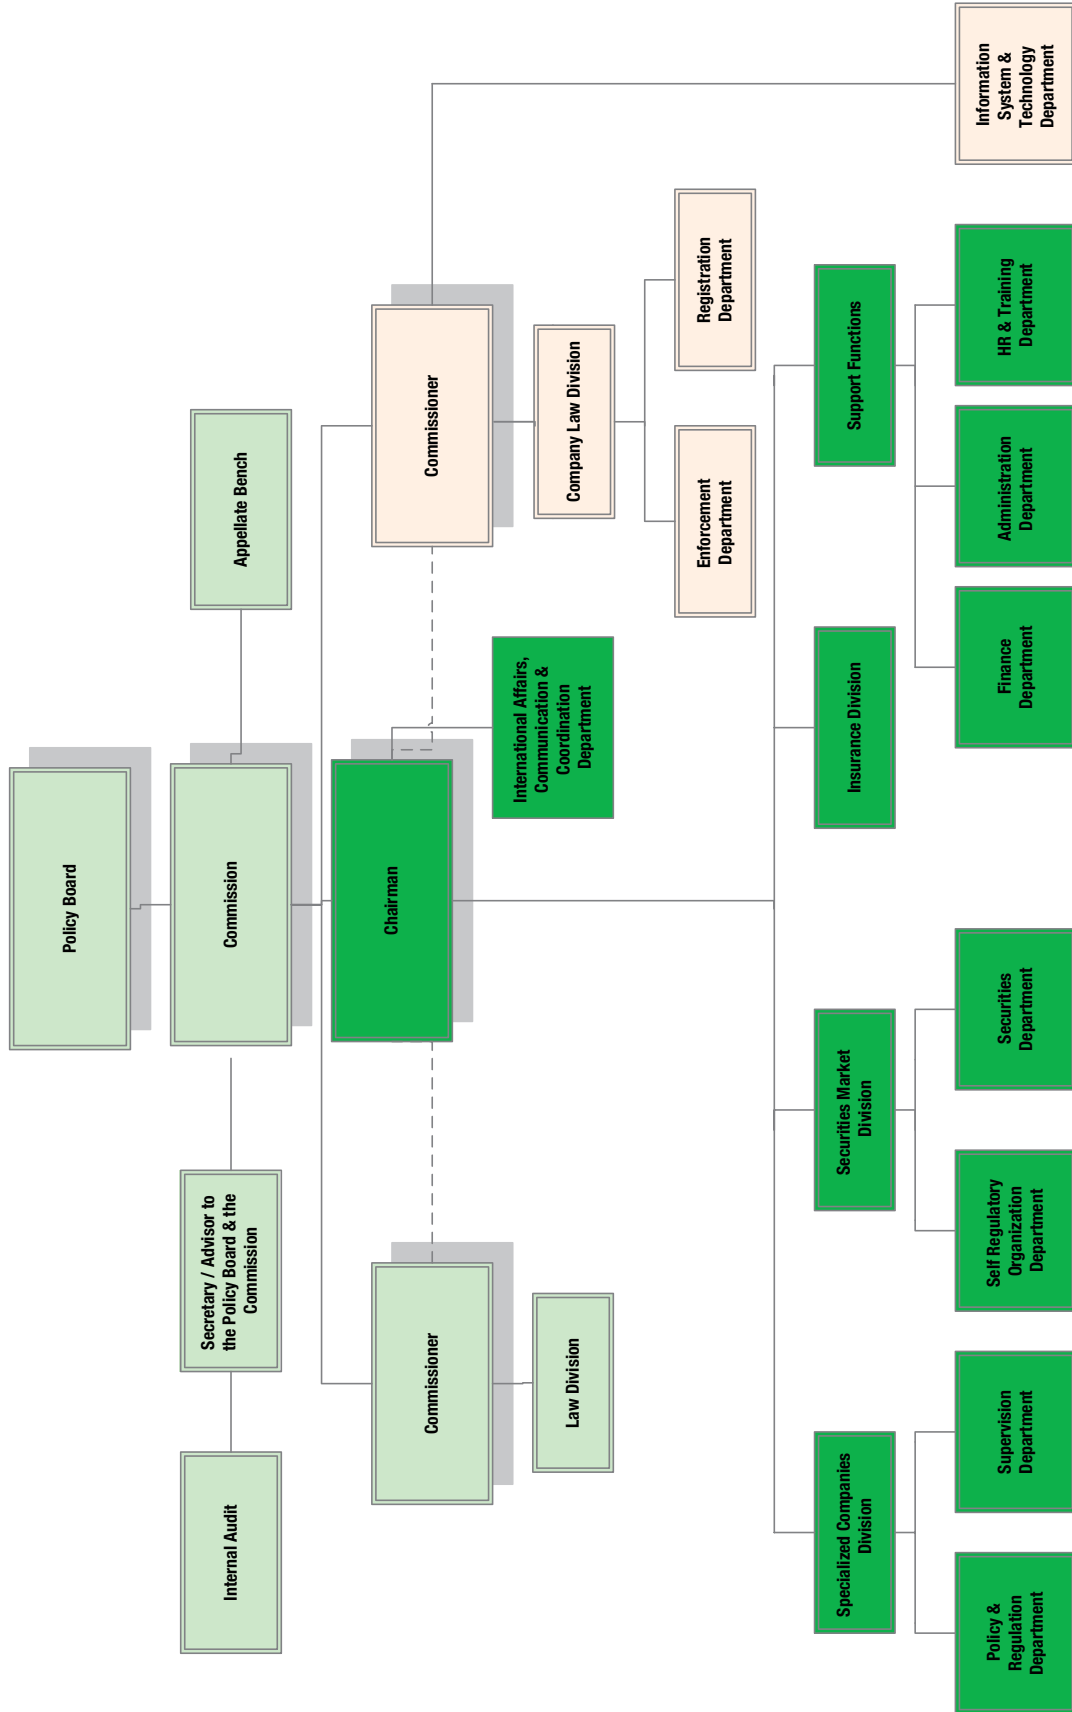 Policy Board
Internal Audit
Secretary / Advisor to
the Policy Board & the
Commission
Commission
Appellate Bench
Chairman
Commissioner
Commissioner
Law Division
International Affairs,
Communication &
Coordination
Department
Company Law Division
Enforcement
Department
Registration
Department
Specialized Companies
Division
Securities Market
Division
Insurance Division
Support Functions
Policy &
Regulation
Department
Supervision
Department
Self Regulatory
Organization
Department
Securities
Department
Finance
Department
Administration
Department
HR & Training
Department
Information
System &
Technology
Department